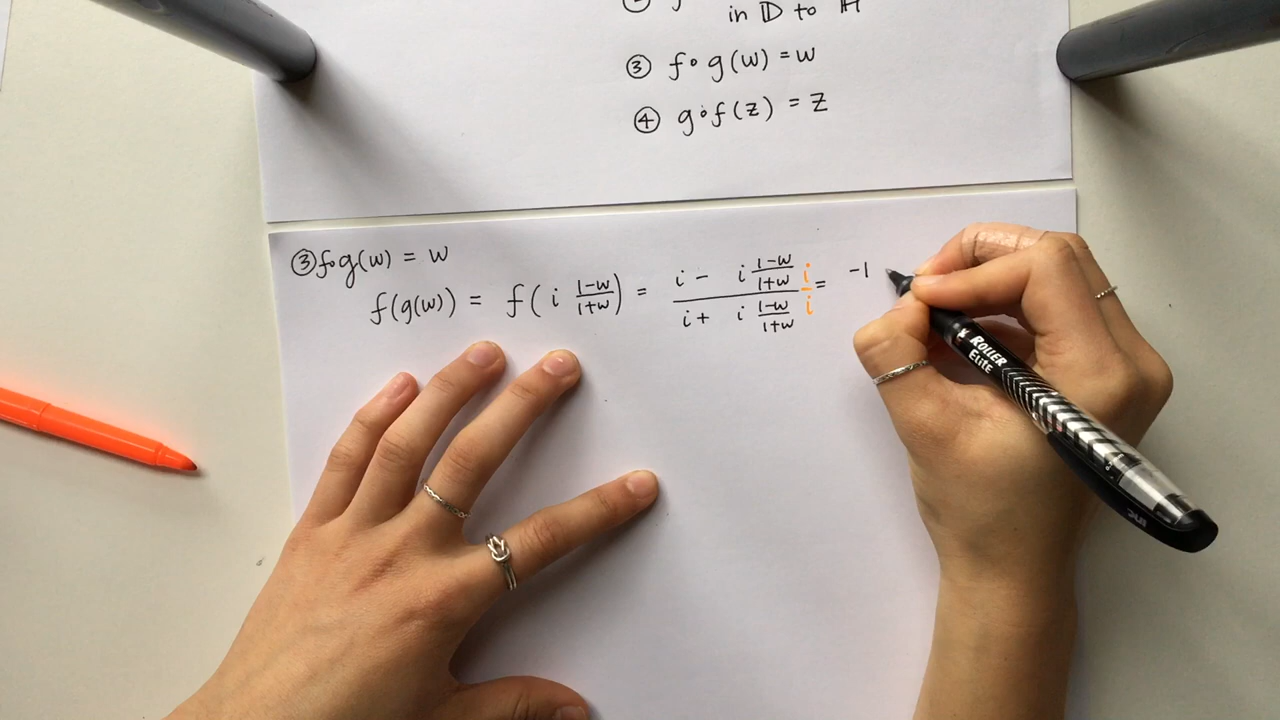 in 𝔻 to ℍ
③ f∘g(w) = w
④ g∘f(z) = z
③ f∘g(w) = w
f(g(w)) = f( i (1-w)/(1+w) ) = (i - i (1-w)/(1+w))/(i + i (1-w)/(1+w)) i/i = -1
ROLLER
ELITE